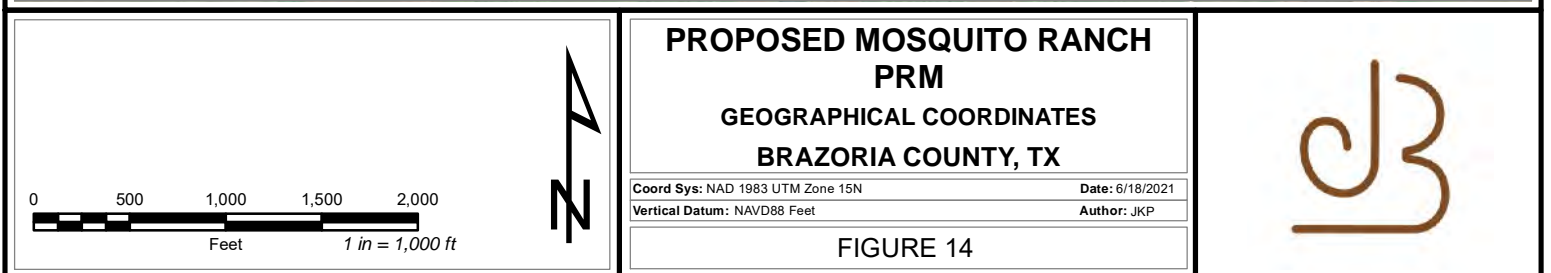 0 500 1,000 1,500 2,000
Feet 1 in = 1,000 ft
N
PROPOSED MOSQUITO RANCH
PRM
GEOGRAPHICAL COORDINATES
BRAZORIA COUNTY, TX
Coord Sys: NAD 1983 UTM Zone 15N Date: 6/18/2021
Vertical Datum: NAVD88 Feet Author: JKP
FIGURE 14